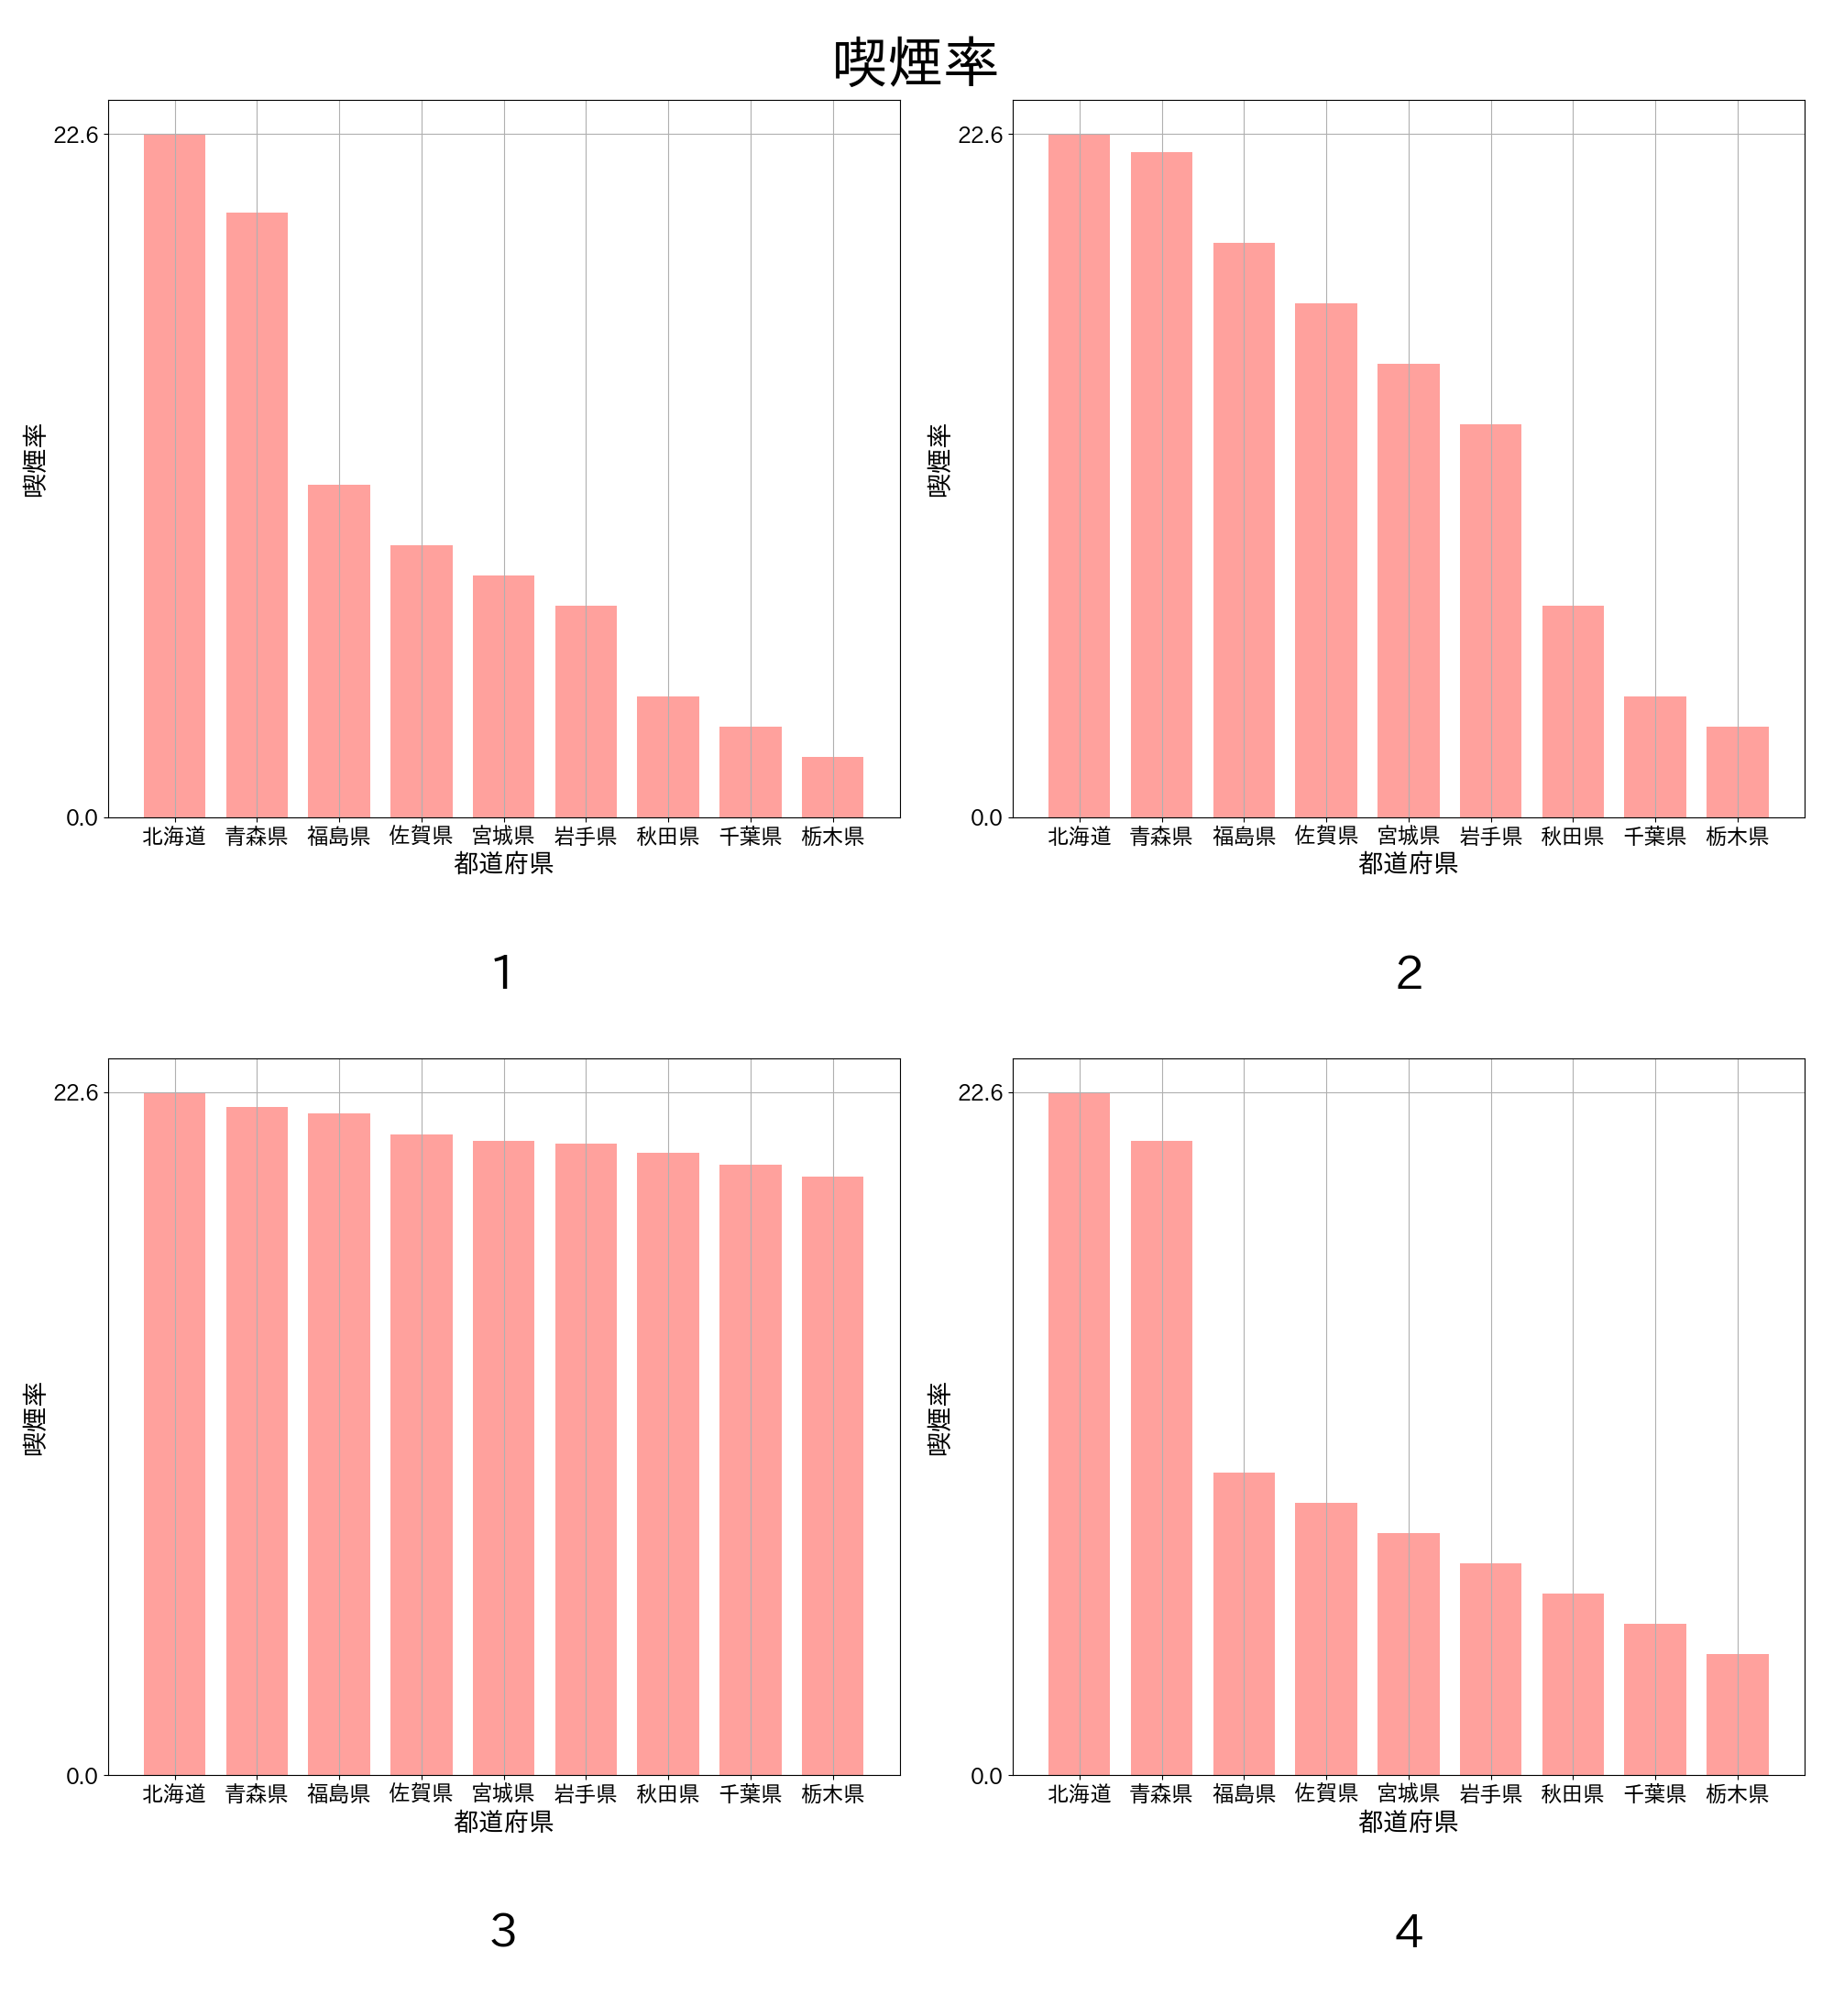 喫煙率
22.6
0.0
喫煙率
北海道 青森県 福島県 佐賀県 宮城県 岩手県 秋田県 千葉県 栃木県
都道府県
1
22.6
0.0
喫煙率
北海道 青森県 福島県 佐賀県 宮城県 岩手県 秋田県 千葉県 栃木県
都道府県
2
22.6
0.0
喫煙率
北海道 青森県 福島県 佐賀県 宮城県 岩手県 秋田県 千葉県 栃木県
都道府県
3
22.6
0.0
喫煙率
北海道 青森県 福島県 佐賀県 宮城県 岩手県 秋田県 千葉県 栃木県
都道府県
4